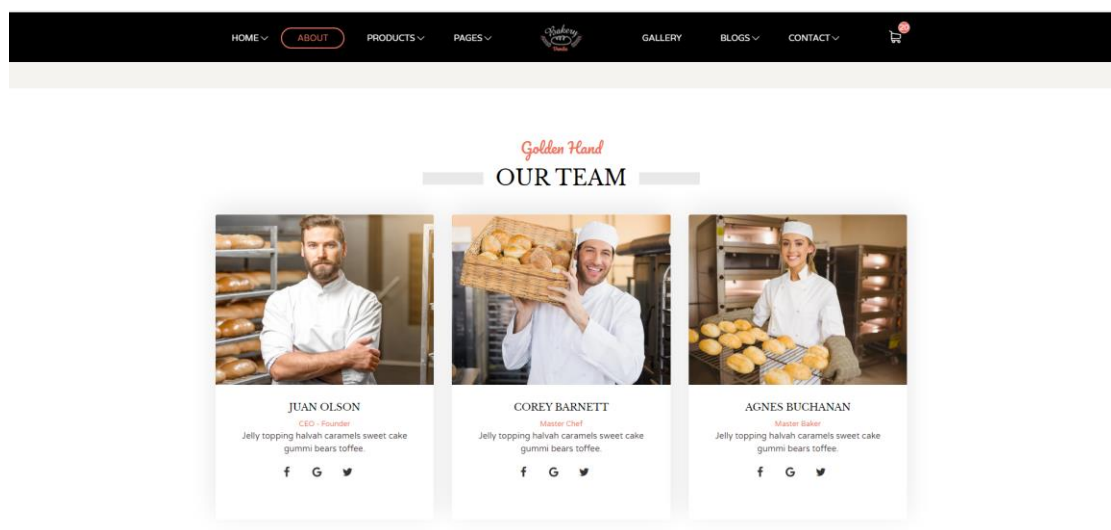 HOME ABOUT PRODUCTS PAGES Bakery GALLERY BLOGS CONTACT 20
Golden Hand
OUR TEAM
JUAN OLSON
CEO - Founder
Jelly topping halvah caramels sweet cake
gummi bears toffee.
COREY BARNETT
Master Chef
Jelly topping halvah caramels sweet cake
gummi bears toffee.
AGNES BUCHANAN
Master Baker
Jelly topping halvah caramels sweet cake
gummi bears toffee.